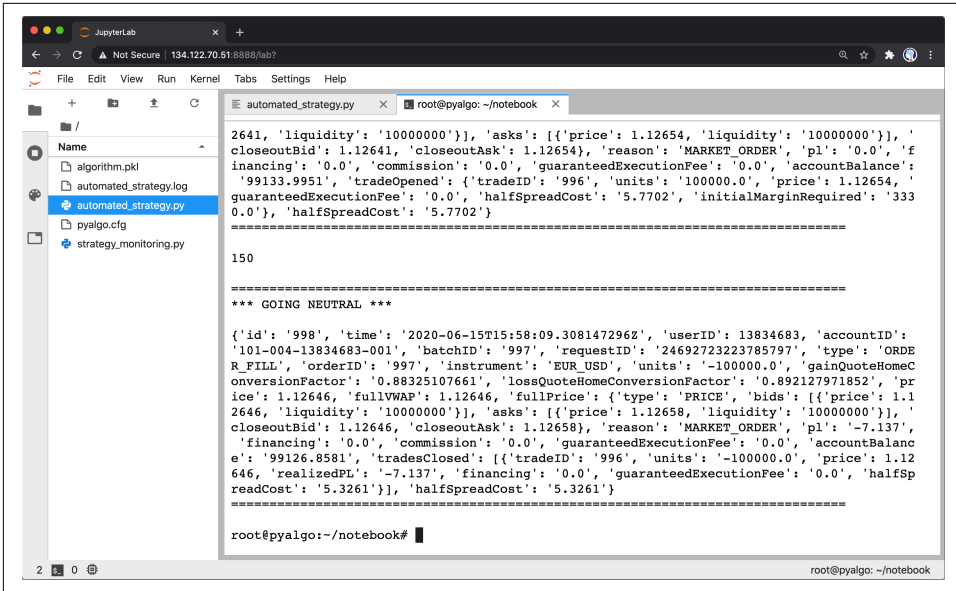 JupyterLab
Not Secure | 134.122.70.51:8888/lab?
File Edit View Run Kernel Tabs Settings Help
automated_strategy.py
root@pyalgo: ~/notebook
/
Name
algorithm.pkl
automated_strategy.log
automated_strategy.py
pyalgo.cfg
strategy_monitoring.py
2641, 'liquidity': '10000000'}], 'asks': [{'price': 1.12654, 'liquidity': '10000000'}], '
closeoutBid': 1.12641, 'closeoutAsk': 1.12654}, 'reason': 'MARKET_ORDER', 'pl': '0.0', 'f
inancing': '0.0', 'commission': '0.0', 'guaranteedExecutionFee': '0.0', 'accountBalance':
'99133.9951', 'tradeOpened': {'tradeID': '996', 'units': '100000.0', 'price': 1.12654, '
guaranteedExecutionFee': '0.0', 'halfSpreadCost': '5.7702', 'initialMarginRequired': '333
0.0'}, 'halfSpreadCost': '5.7702'}
================================================================================
150
================================================================================
*** GOING NEUTRAL ***
{'id': '998', 'time': '2020-06-15T15:58:09.308147296Z', 'userID': 13834683, 'accountID':
'101-004-13834683-001', 'batchID': '997', 'requestID': '24692723223785797', 'type': 'ORDE
R_FILL', 'orderID': '997', 'instrument': 'EUR_USD', 'units': '-100000.0', 'gainQuoteHomeC
onversionFactor': '0.88325107661', 'lossQuoteHomeConversionFactor': '0.892127971852', 'pr
ice': 1.12646, 'fullVWAP': 1.12646, 'fullPrice': {'type': 'PRICE', 'bids': [{'price': 1.1
2646, 'liquidity': '10000000'}], 'asks': [{'price': 1.12658, 'liquidity': '10000000'}], '
closeoutBid': 1.12646, 'closeoutAsk': 1.12658}, 'reason': 'MARKET_ORDER', 'pl': '-7.137',
'financing': '0.0', 'commission': '0.0', 'guaranteedExecutionFee': '0.0', 'accountBalanc
e': '99126.8581', 'tradesClosed': [{'tradeID': '996', 'units': '-100000.0', 'price': 1.12
646, 'realizedPL': '-7.137', 'financing': '0.0', 'guaranteedExecutionFee': '0.0', 'halfSp
readCost': '5.3261'}], 'halfSpreadCost': '5.3261'}
================================================================================
root@pyalgo:~/notebook#
2 $_ 0
root@pyalgo: ~/notebook